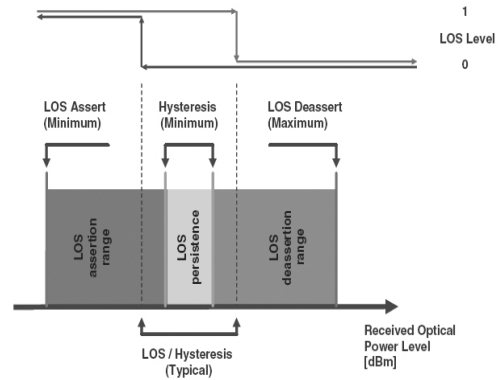 1
LOS Level
0
LOS Assert
(Minimum)
Hysteresis
(Minimum)
LOS Deassert
(Maximum)
LOS
assertion
range
LOS
persistence
LOS
deassertion
range
Received Optical
Power Level
[dBm]
LOS / Hysteresis
(Typical)